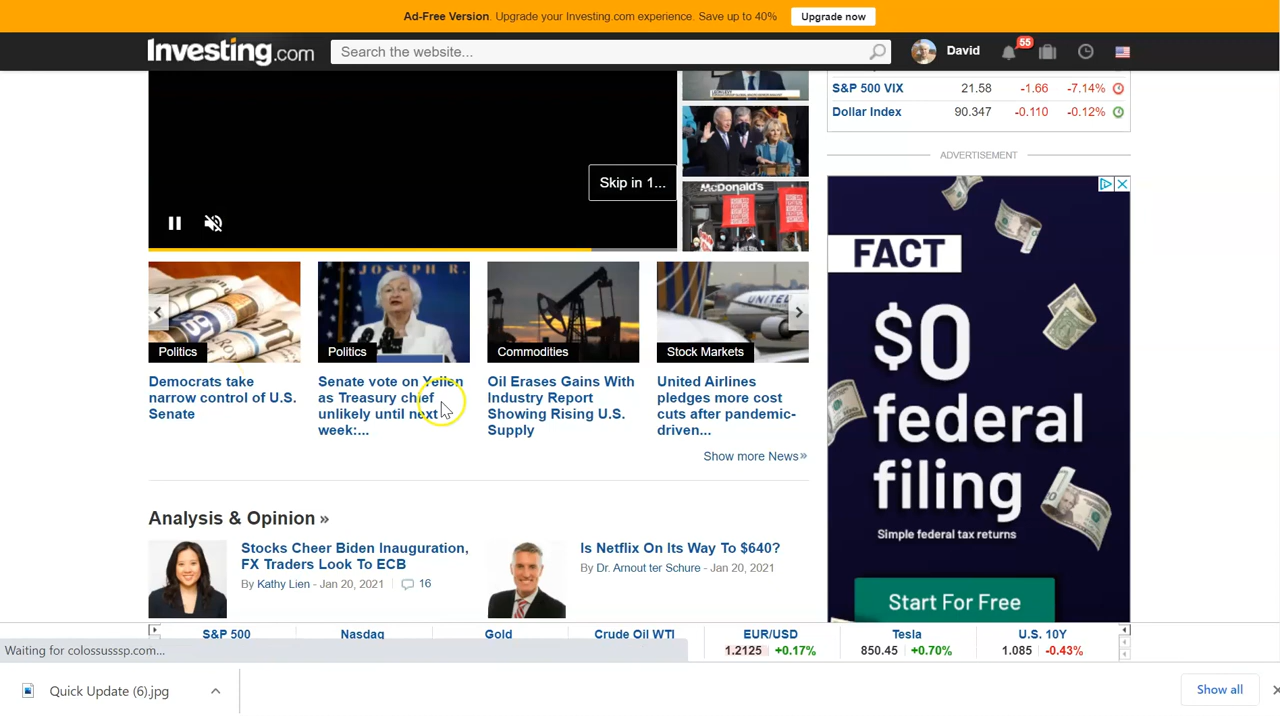 Ad-Free Version. Upgrade your Investing.com experience. Save up to 40%
Upgrade now
Investing.com
Search the website...
David
55
S&P 500 VIX 21.58 -1.66 -7.14%
Dollar Index 90.347 -0.110 -0.12%
ADVERTISEMENT
Skip in 1...
McDonald's
FACT
$0
federal
filing
Simple federal tax returns
Start For Free
JOSEPH R.
UNITED
Politics
Politics
Commodities
Stock Markets
Democrats take
narrow control of U.S.
Senate
Senate vote on Yellen
as Treasury chief
unlikely until next
week:...
Oil Erases Gains With
Industry Report
Showing Rising U.S.
Supply
United Airlines
pledges more cost
cuts after pandemic-
driven...
Show more News»
Analysis & Opinion »
Stocks Cheer Biden Inauguration,
FX Traders Look To ECB
By Kathy Lien - Jan 20, 2021 16
Is Netflix On Its Way To $640?
By Dr. Arnout ter Schure - Jan 20, 2021
S&P 500 Nasdaq Gold Crude Oil WTI EUR/USD Tesla U.S. 10Y
1.2125 +0.17% 850.45 +0.70% 1.085 -0.43%
Waiting for colossusssp.com...
Quick Update (6).jpg
Show all